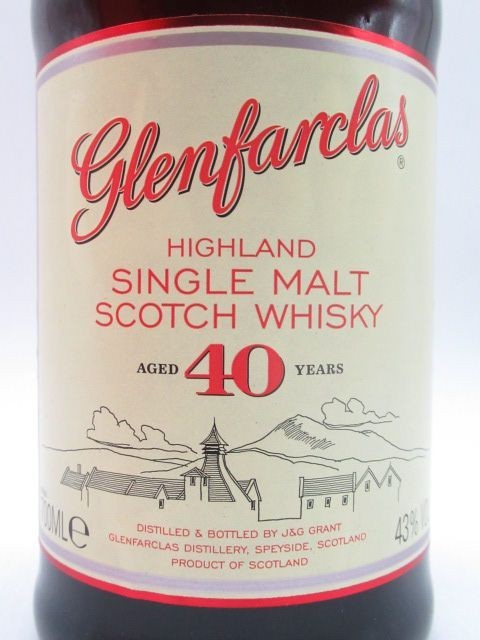 Glenfarclas®
HIGHLAND
SINGLE MALT
SCOTCH WHISKY
AGED 40 YEARS
700MLe
43%
DISTILLED & BOTTLED BY J&G GRANT
GLENFARCLAS DISTILLERY, SPEYSIDE, SCOTLAND
PRODUCT OF SCOTLAND